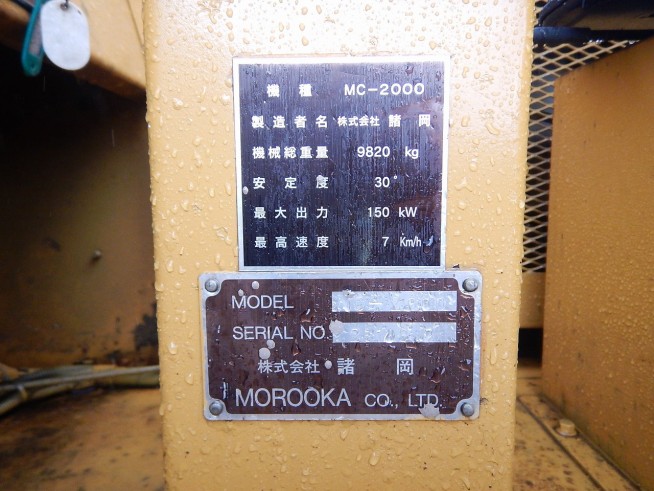 機種 MC-2000
製造者名 株式会社 諸岡
機械総重量 9820 kg
安定度 30°
最大出力 150 kW
最高速度 7 Km/h
MODEL
SERIAL NO.
株式会社 諸岡
MOROOKA CO., LTD.